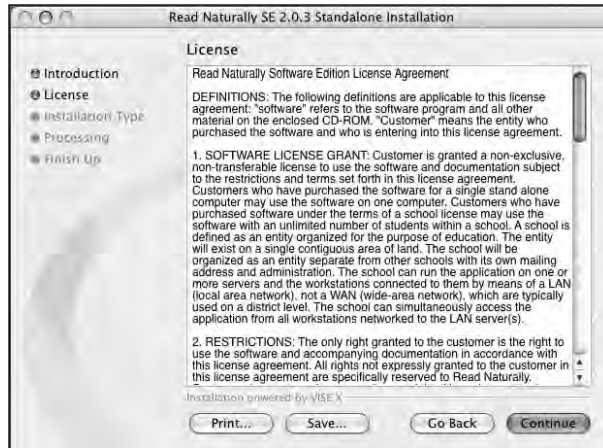 Read Naturally SE 2.0.3 Standalone Installation
License
Introduction
License
Installation Type
Processing
Finish Up
Read Naturally Software Edition License Agreement
DEFINITIONS: The following definitions are applicable to this license
agreement: "software" refers to the software program and all other
material on the enclosed CD-ROM. "Customer" means the entity who
purchased the software and who is entering into this license agreement.
1. SOFTWARE LICENSE GRANT: Customer is granted a non-exclusive,
non-transferable license to use the software and documentation subject
to the restrictions and terms set forth in this license agreement.
Customers who have purchased the software for a single stand alone
computer may use the software on one computer. Customers who have
purchased software under the terms of a school license may use the
software with an unlimited number of students within a school. A school is
defined as an entity organized for the purpose of education. The entity
will exist on a single contiguous area of land. The school will be
organized as an entity separate from other schools with its own mailing
address and administration. The school can run the application on one or
more servers and the workstations connected to them by means of a LAN
(local area network), not a WAN (wide-area network), which are typically
used on a district level. The school can simultaneously access the
application from all workstations networked to the LAN server(s).
2. RESTRICTIONS: The only right granted to the customer is the right to
use the software and accompanying documentation in accordance with
this license agreement. All rights not expressly granted to the customer in
this license agreement are specifically reserved to Read Naturally.
Installation powered by VISE X
Print...
Save...
Go Back
Continue